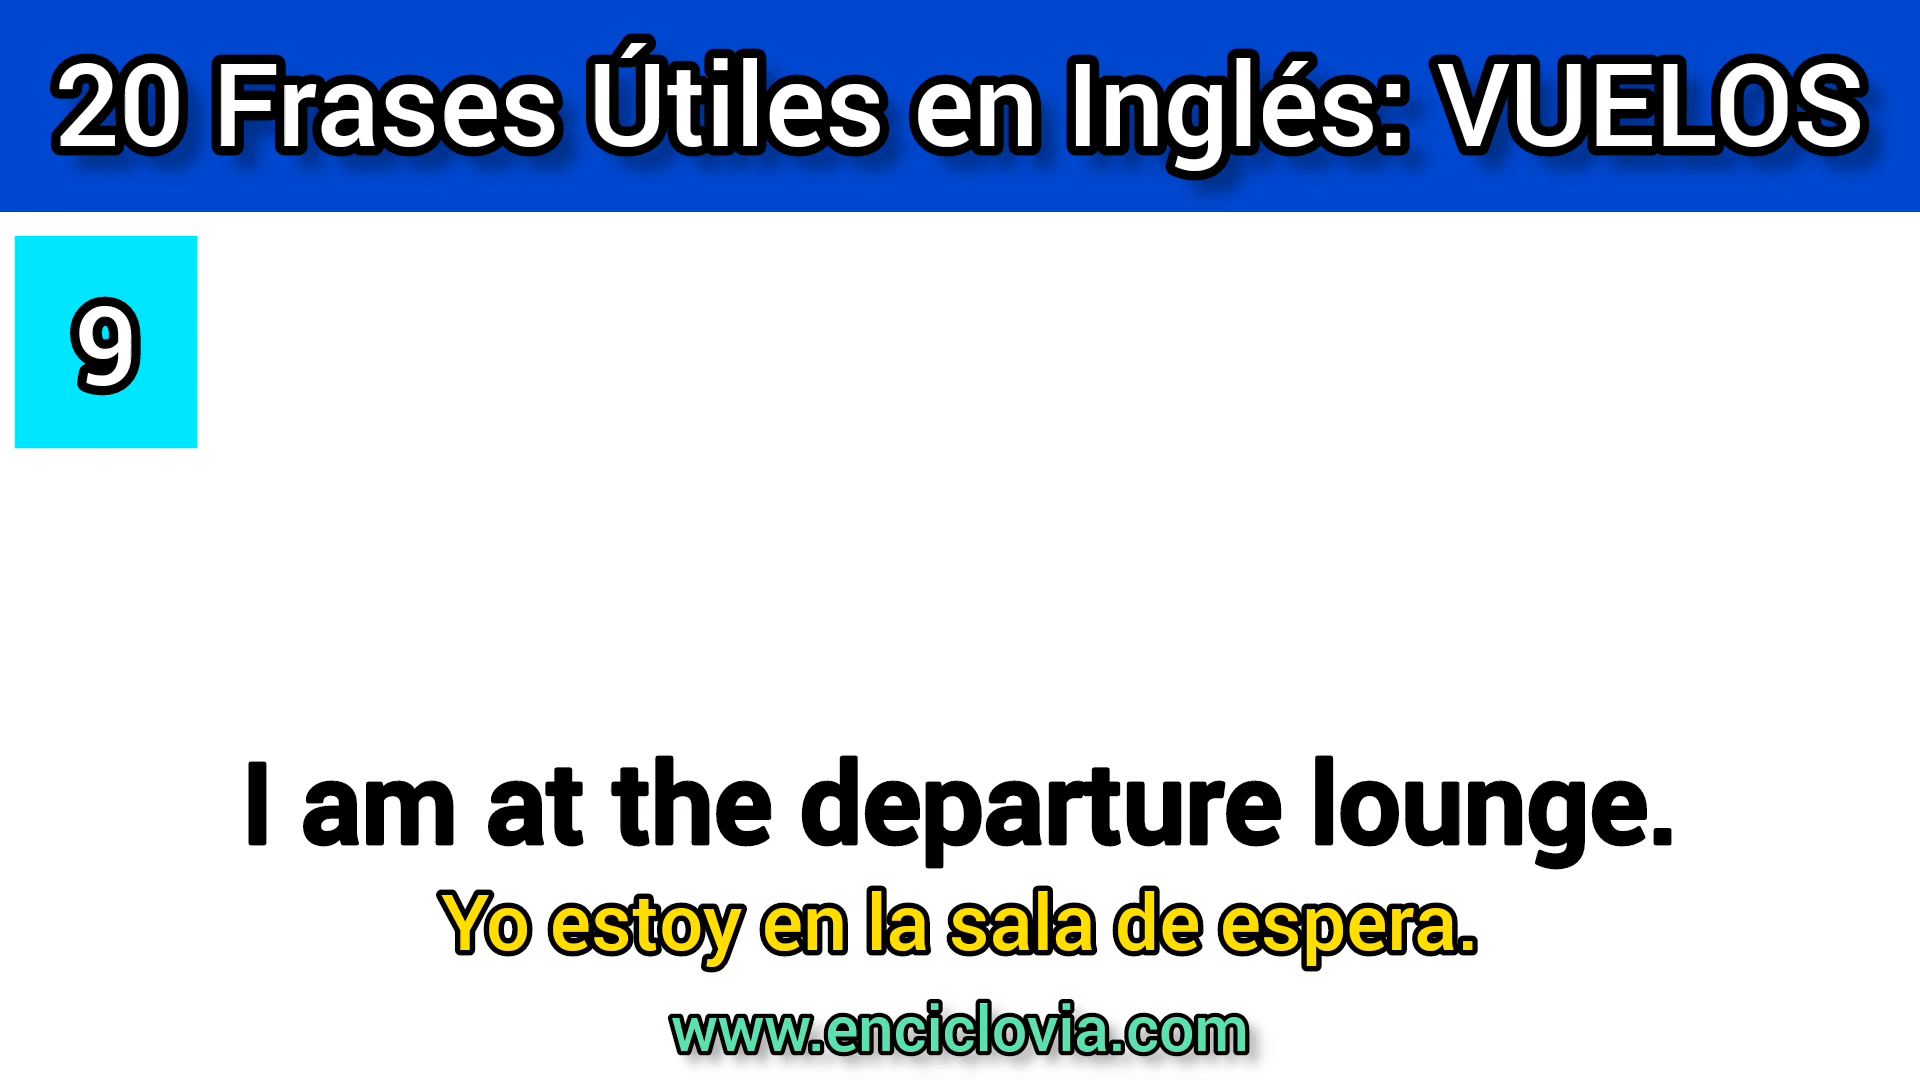 20 Frases Útiles en Inglés: VUELOS
9
I am at the departure lounge.
Yo estoy en la sala de espera.
www.enciclovia.com